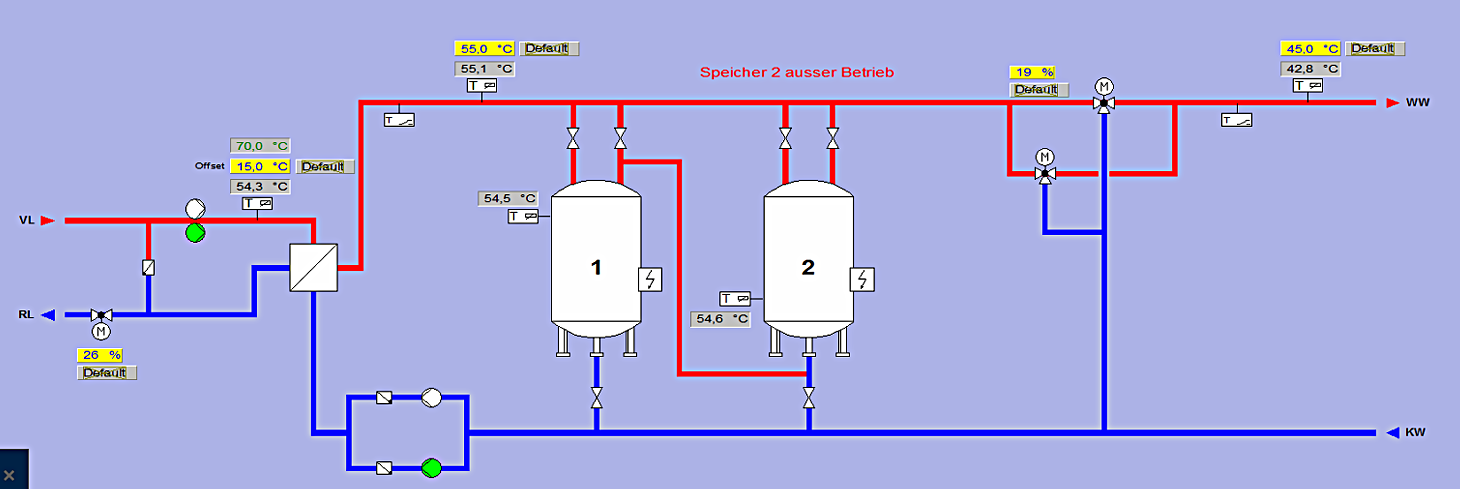 55,0 °C Default
55,1 °C
T
Speicher 2 ausser Betrieb
19 %
Default
M
45,0 °C Default
42,8 °C
T
WW
T
T
70,0 °C
Offset 15,0 °C Default
54,3 °C
T
M
54,5 °C
T
VL
1
2
T
54,6 °C
RL
M
26 %
Default
KW